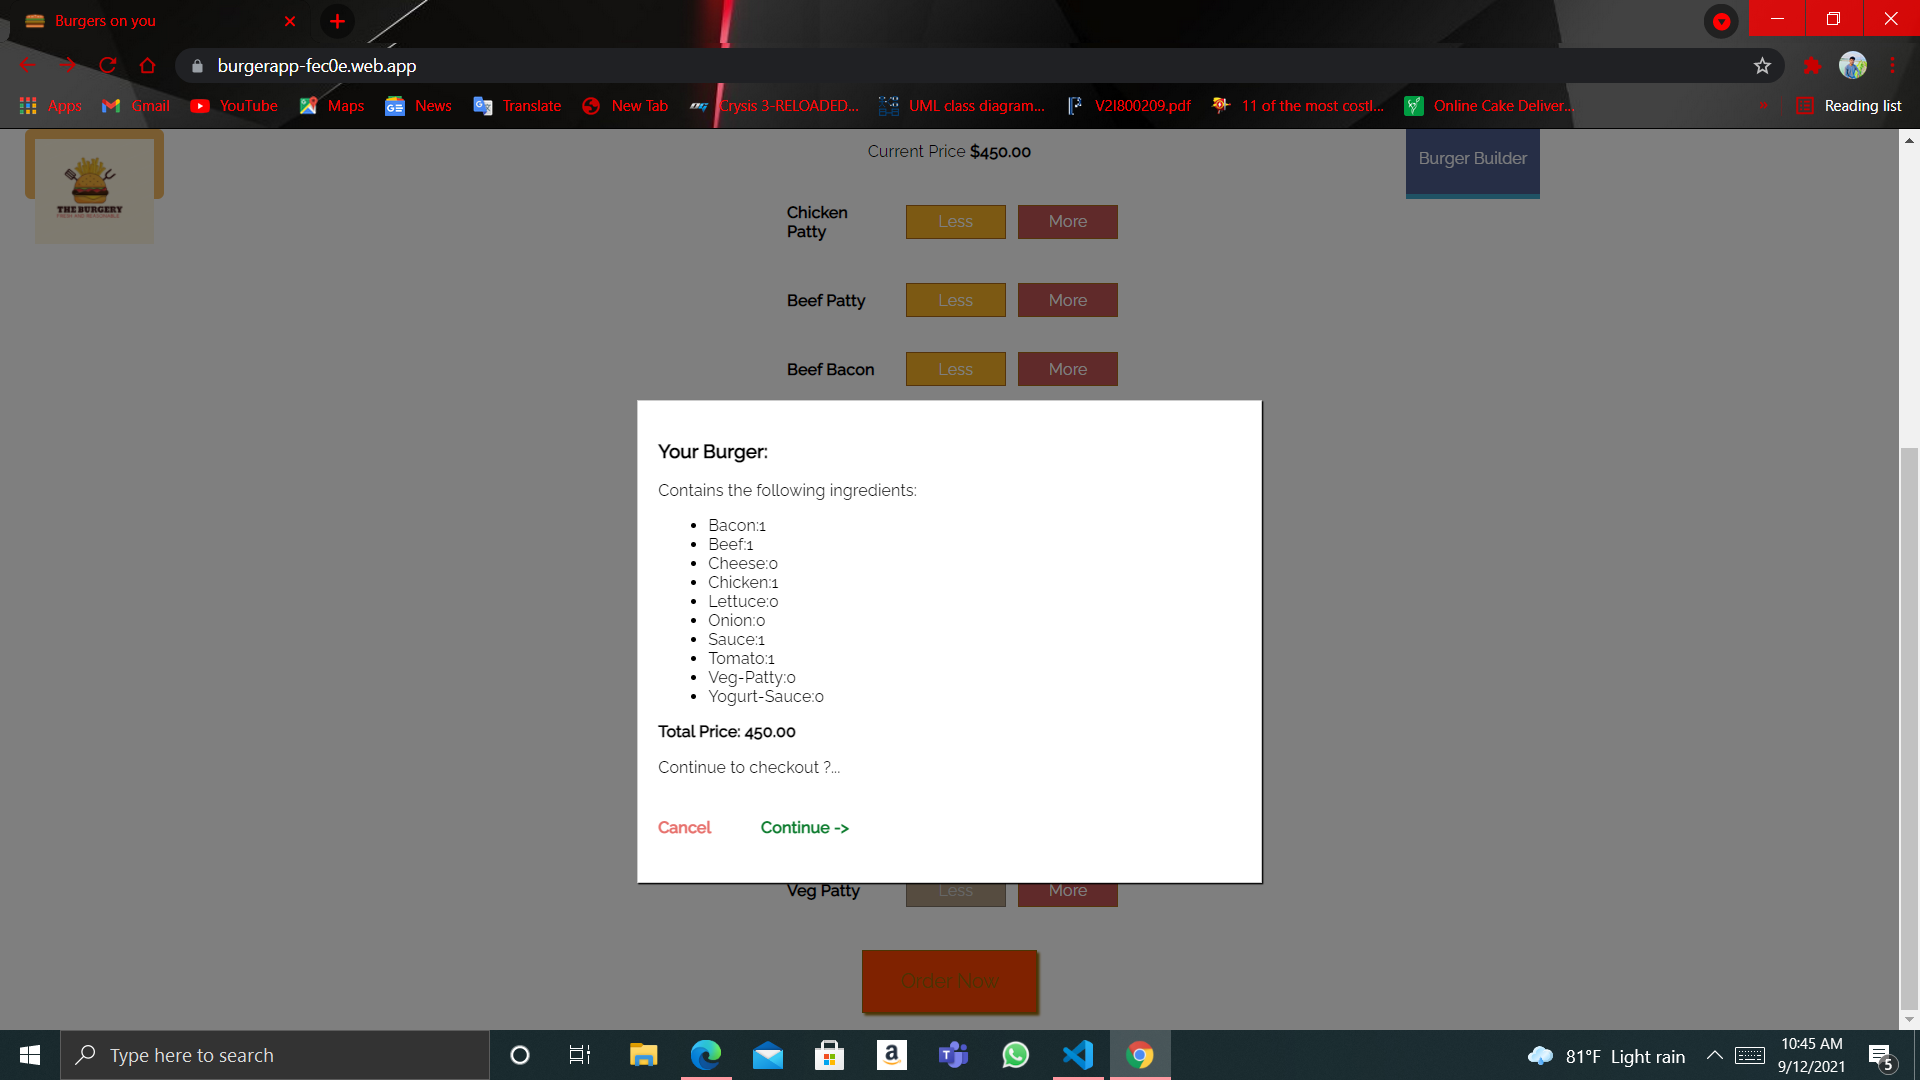 Burgers on you
burgerapp-fec0e.web.app
Apps Gmail YouTube Maps News Translate New Tab Crysis 3-RELOADED... UML class diagram... V2I800209.pdf 11 of the most costl... Online Cake Deliver... » Reading list
THE BURGERY
FRESH AND REASONABLE
Current Price $450.00
Burger Builder
Chicken Patty Less More
Beef Patty Less More
Beef Bacon Less More
Your Burger:
Contains the following ingredients:
• Bacon:1
• Beef:1
• Cheese:0
• Chicken:1
• Lettuce:0
• Onion:0
• Sauce:1
• Tomato:1
• Veg-Patty:0
• Yogurt-Sauce:0
Total Price: 450.00
Continue to checkout ?...
Cancel Continue ->
Veg Patty Less More
Order Now
Type here to search
81°F Light rain
10:45 AM
9/12/2021
5